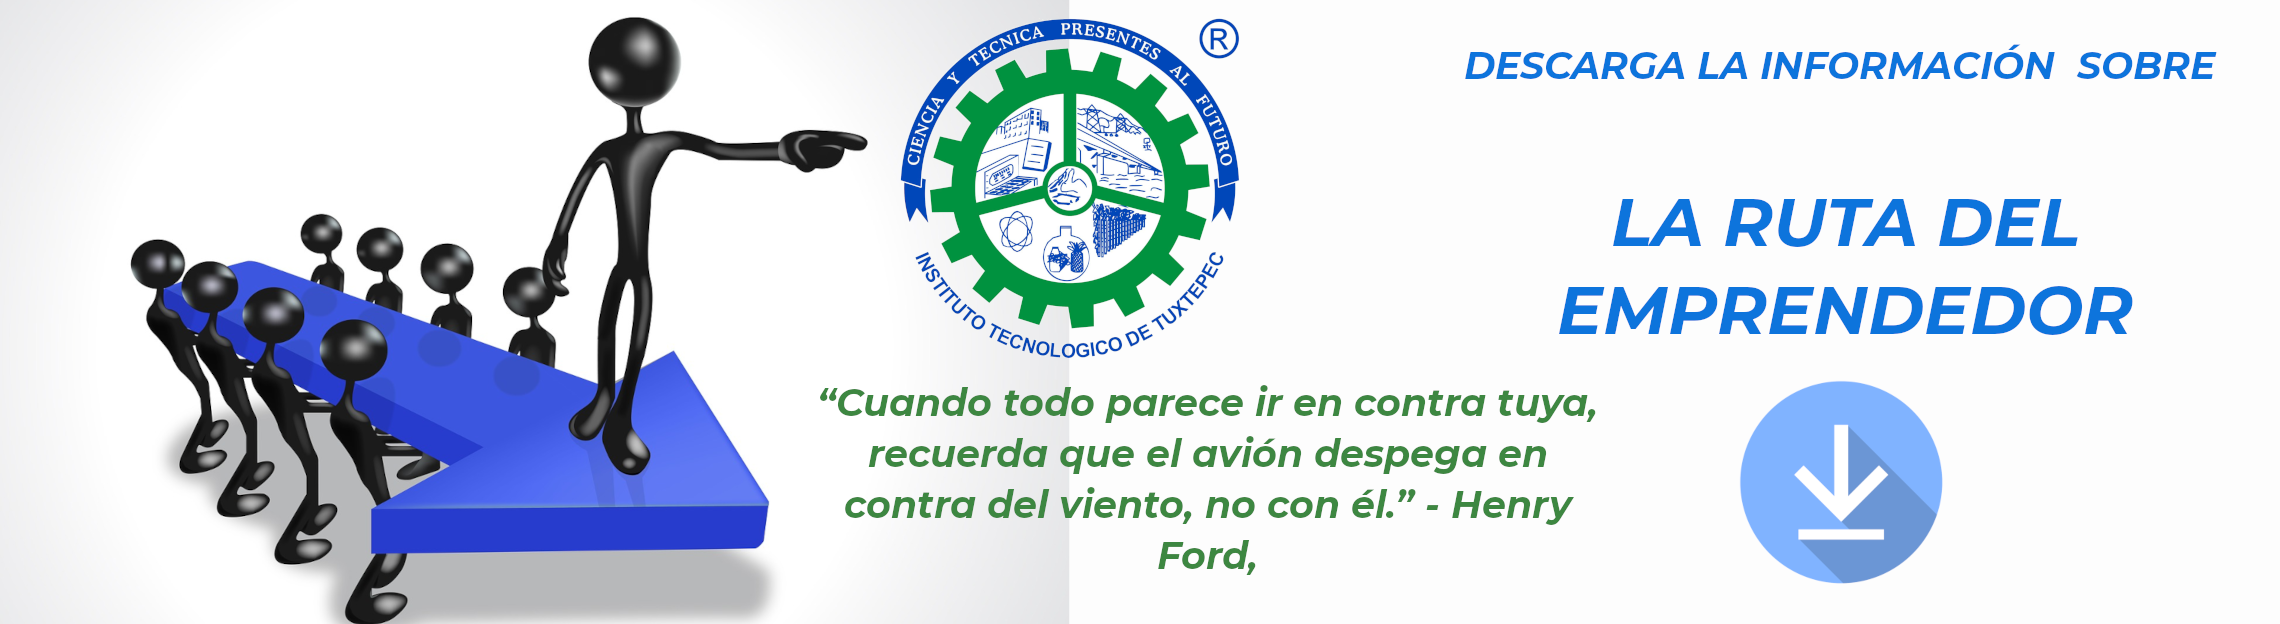 CIENCIA Y TECNICA PRESENTES AL FUTURO
®
INSTITUTO TECNOLOGICO DE TUXTEPEC
“Cuando todo parece ir en contra tuya,
recuerda que el avión despega en
contra del viento, no con él.” - Henry
Ford,
DESCARGA LA INFORMACIÓN SOBRE
LA RUTA DEL
EMPRENDEDOR